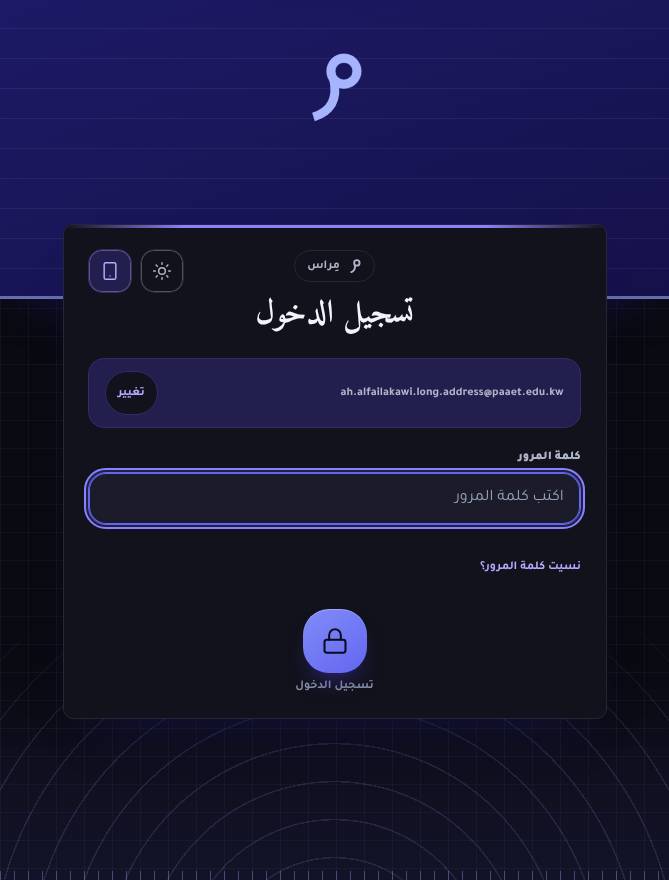 مِراس
تسجيل الدخول
ah.alfailakawi.long.address@paaet.edu.kw
تغيير
كلمة المرور
اكتب كلمة المرور
نسيت كلمة المرور؟
تسجيل الدخول